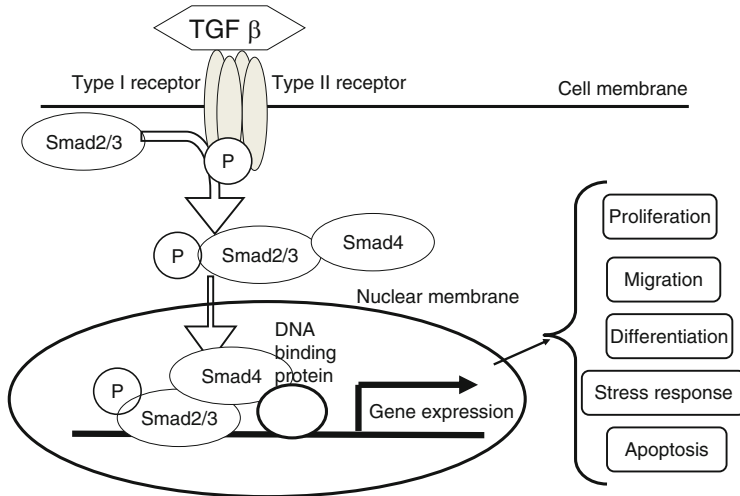 TGF β
Type I receptor
Type II receptor
Cell membrane
Smad2/3
P
P
Smad2/3
Smad4
Nuclear membrane
DNA
binding
protein
P
Smad4
Smad2/3
Gene expression
Proliferation
Migration
Differentiation
Stress response
Apoptosis